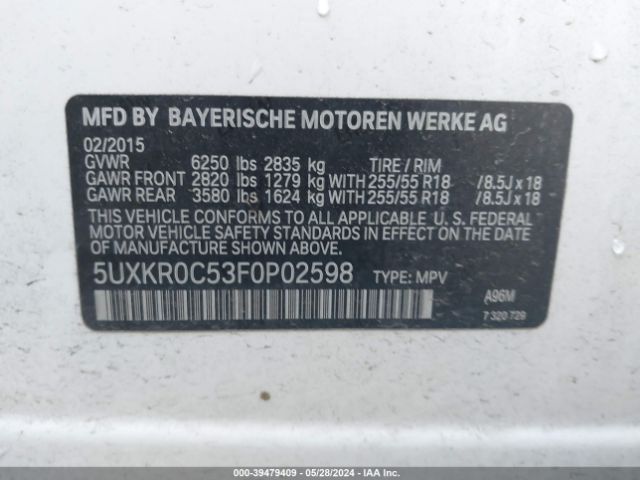 MFD BY BAYERISCHE MOTOREN WERKE AG
02/2015
GVWR 6250 lbs 2835 kg TIRE / RIM
GAWR FRONT 2820 lbs 1279 kg WITH 255/55 R18 /8.5J x 18
GAWR REAR 3580 lbs 1624 kg WITH 255/55 R18 /8.5J x 18
THIS VEHICLE CONFORMS TO ALL APPLICABLE U. S. FEDERAL
MOTOR VEHICLE SAFETY STANDARDS IN EFFECT ON THE DATE
OF MANUFACTURE SHOWN ABOVE.
5UXKR0C53F0P02598 TYPE: MPV
A96M
7 320 729
000-39479409 - 05/28/2024 - IAA, Inc.